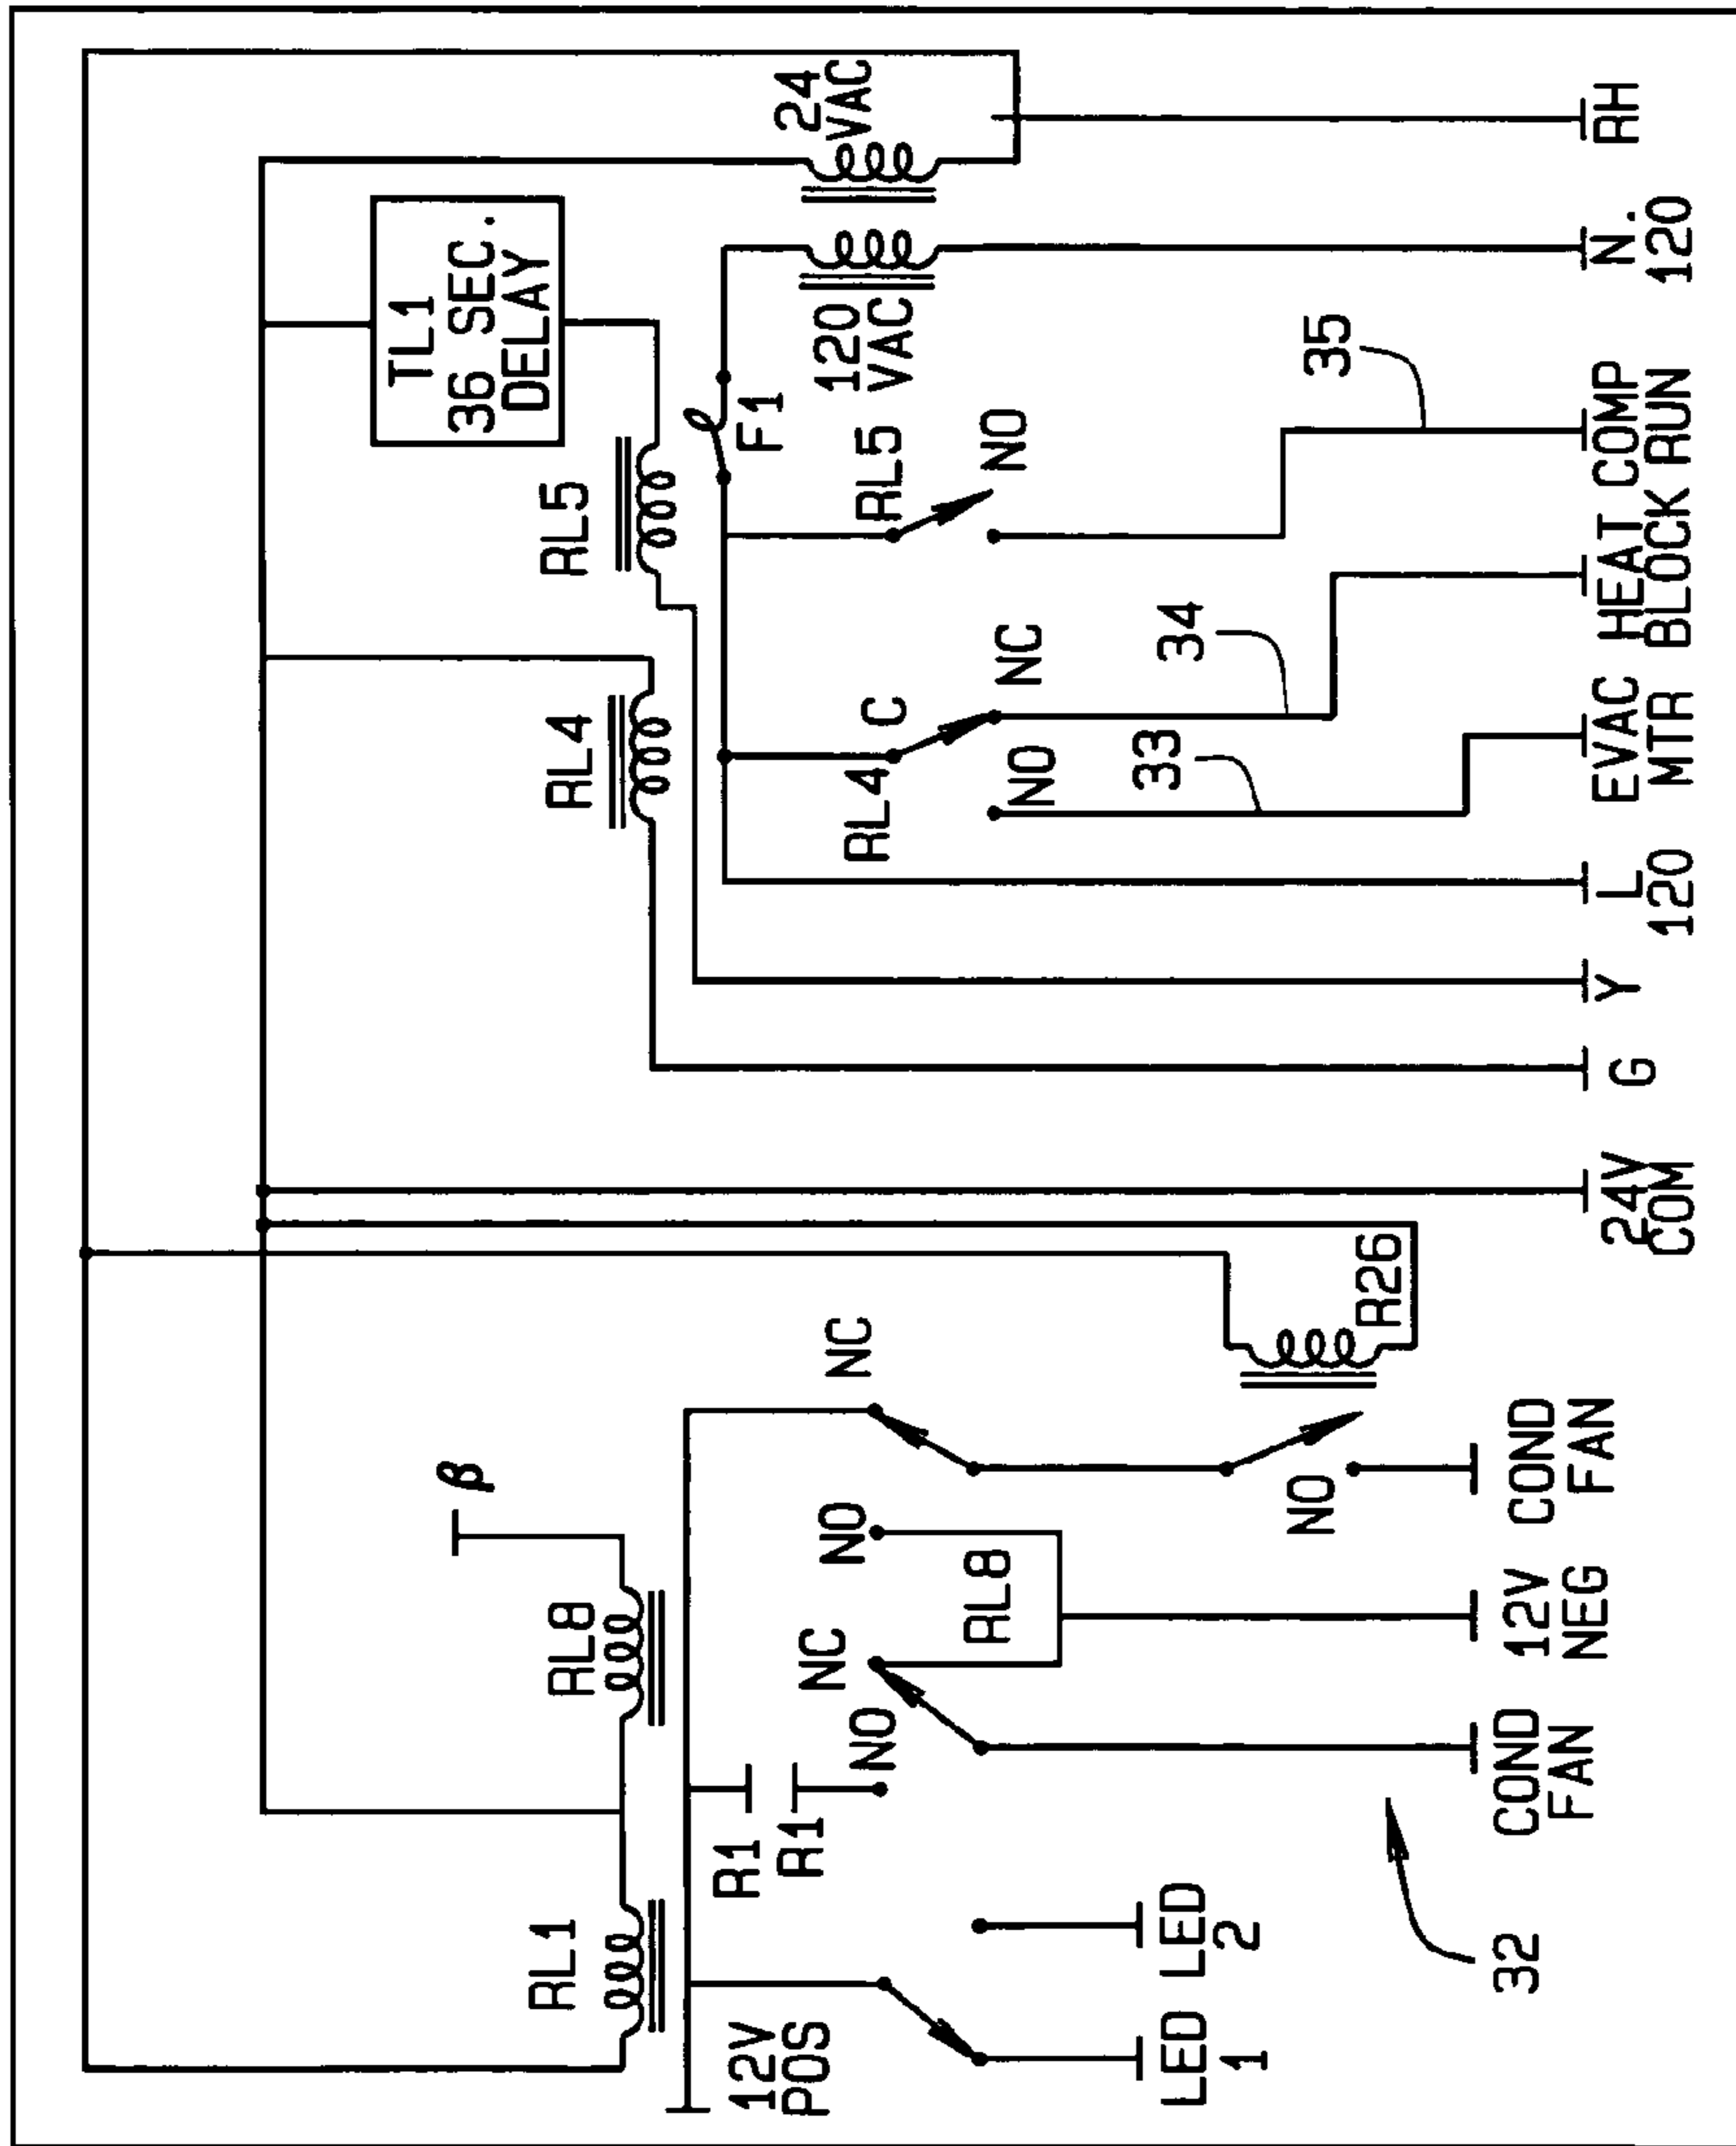 24
VAC
TL1
36 SEC.
DELAY
120
VAC
RL5
F1
RL5
NO
RL4
C
NC
RL4
NO
35
34
33
RH
N.
120
COMP
RUN
HEAT
BLOCK
EVAC
MTR
L
120
Y
G
24V
COM
R26
NC
β
RL8
NO
NC
RL8
NO
NO
R1
R1
RL1
12V
POS
COND
FAN
12V
NEG
COND
FAN
LED
2
LED
1
32